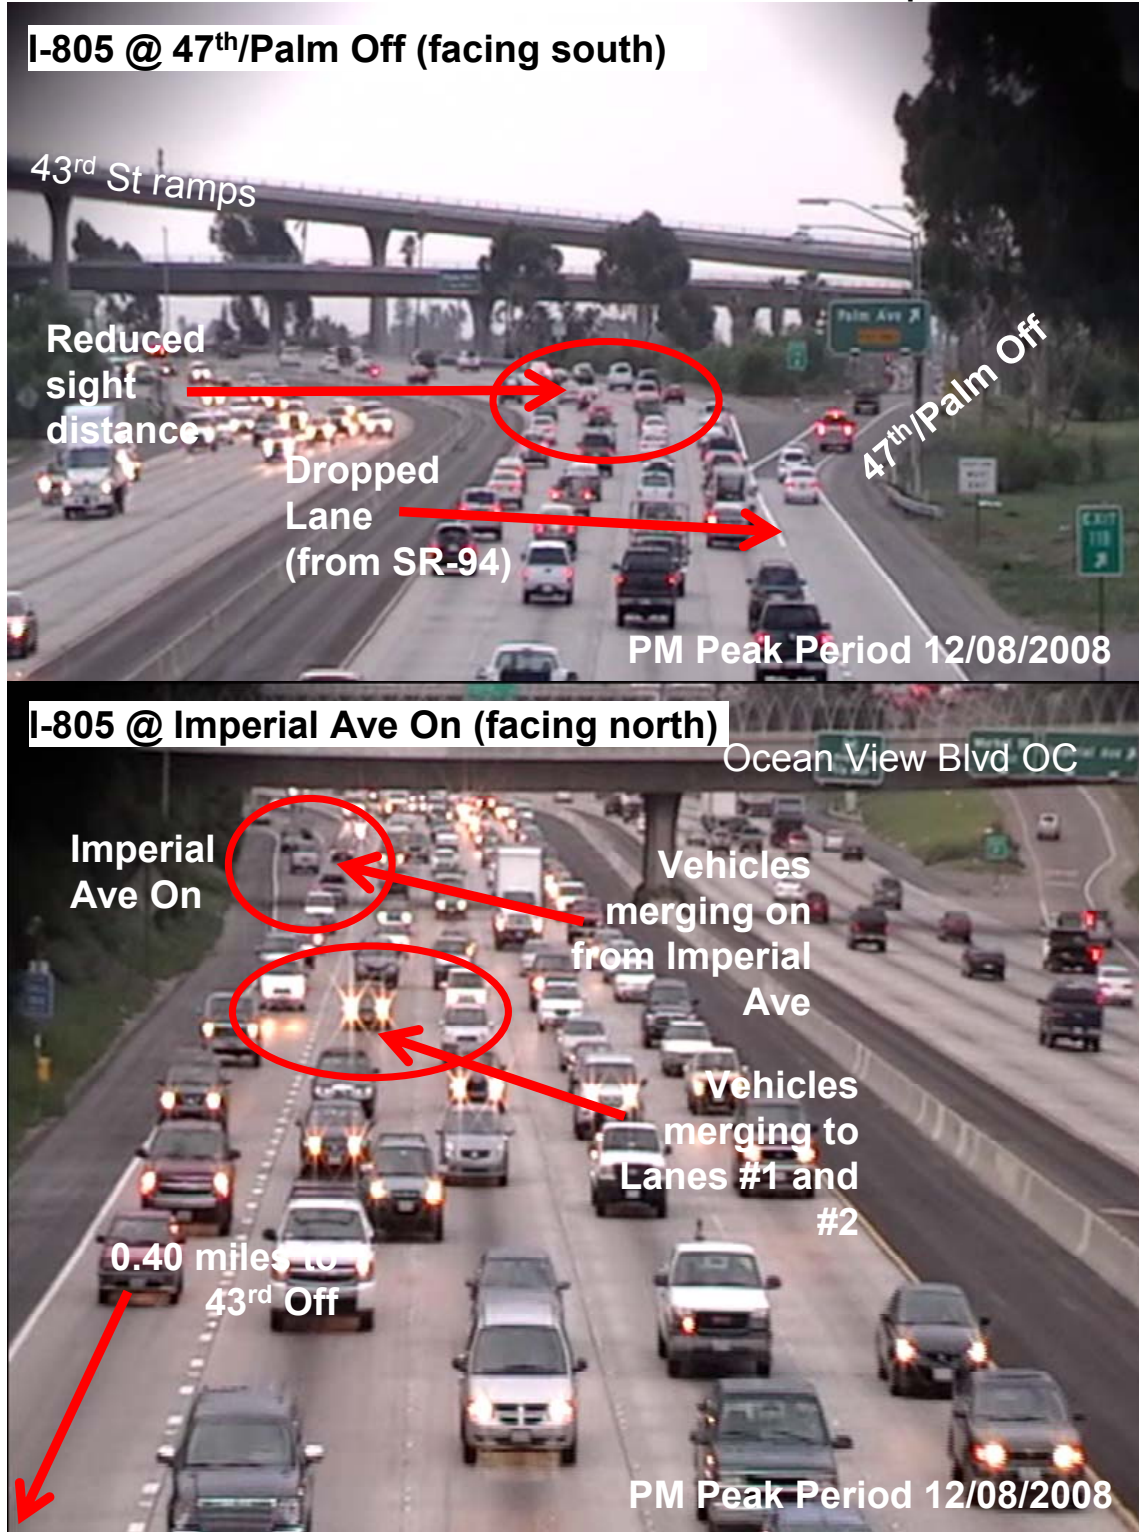 I-805 @ 47th/Palm Off (facing south)
43rd St ramps
Palm Ave
Reduced
sight
distance
47th/Palm Off
Dropped
Lane
(from SR-94)
EXIT
PM Peak Period 12/08/2008
I-805 @ Imperial Ave On (facing north)
Ocean View Blvd OC
Imperial
Ave On
Vehicles
merging on
from Imperial
Ave
Vehicles
merging to
Lanes #1 and
#2
0.40 miles to
43rd Off
PM Peak Period 12/08/2008